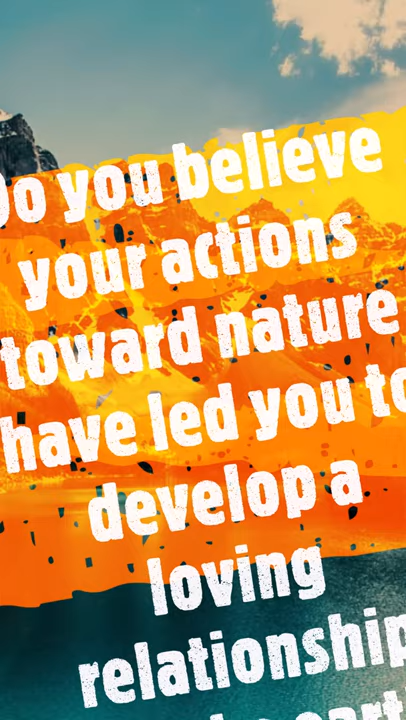 Do you believe
your actions
toward nature
have led you to
develop a
loving
relationship